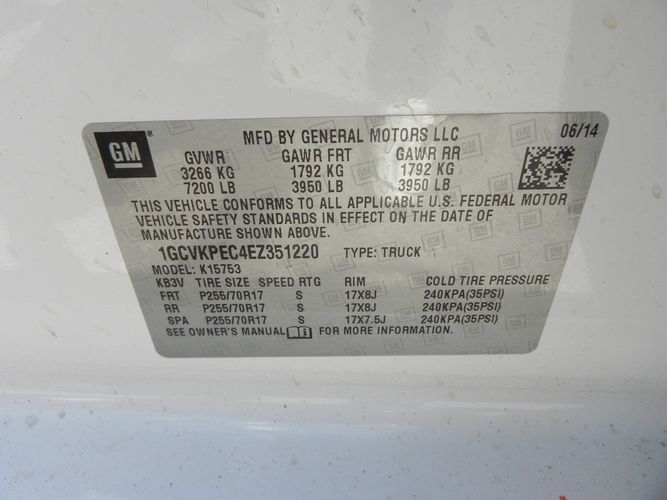 GM ® MFD BY GENERAL MOTORS LLC 06/14
GVWR GAWR FRT GAWR RR
3266 KG 1792 KG 1792 KG
7200 LB 3950 LB 3950 LB
THIS VEHICLE CONFORMS TO ALL APPLICABLE U.S. FEDERAL MOTOR
VEHICLE SAFETY STANDARDS IN EFFECT ON THE DATE OF
MANUFACTURE SHOWN ABOVE.
1GCVKPEC4EZ351220 TYPE: TRUCK
MODEL: K15753
KB3V TIRE SIZE SPEED RTG RIM COLD TIRE PRESSURE
FRT P255/70R17 S 17X8J 240KPA(35PSI)
RR P255/70R17 S 17X8J 240KPA(35PSI)
SPA P255/70R17 S 17X7.5J 240KPA(35PSI)
SEE OWNER'S MANUAL FOR MORE INFORMATION.